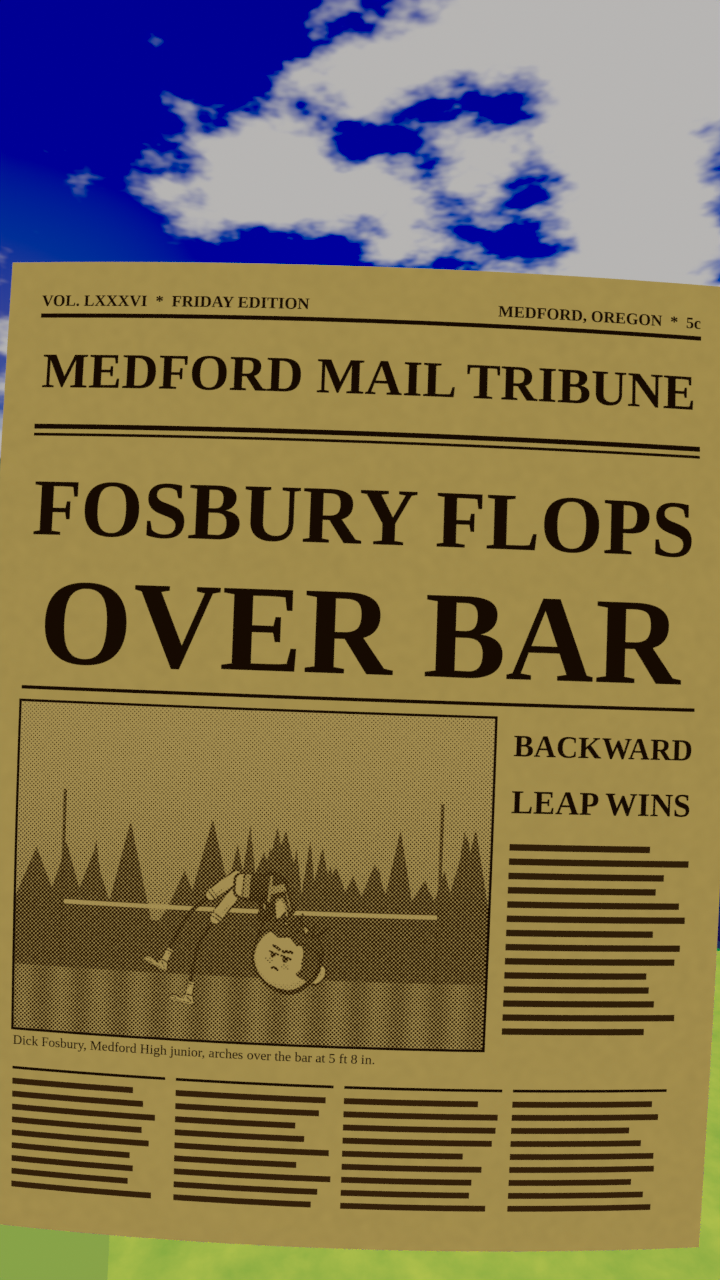 VOL. LXXXVI * FRIDAY EDITION
MEDFORD, OREGON * 5c
MEDFORD MAIL TRIBUNE
FOSBURY FLOPS
OVER BAR
BACKWARD
LEAP WINS
Dick Fosbury, Medford High junior, arches over the bar at 5 ft 8 in.